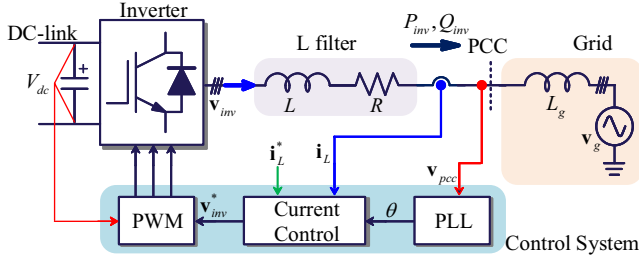 Inverter
P_inv, Q_inv
DC-link
L filter
PCC
Grid
V_dc
+
v_inv
L
R
L_g
v_g
i_L^*
i_L
v_pcc
v_inv^*
PWM
Current
Control
θ
PLL
Control System